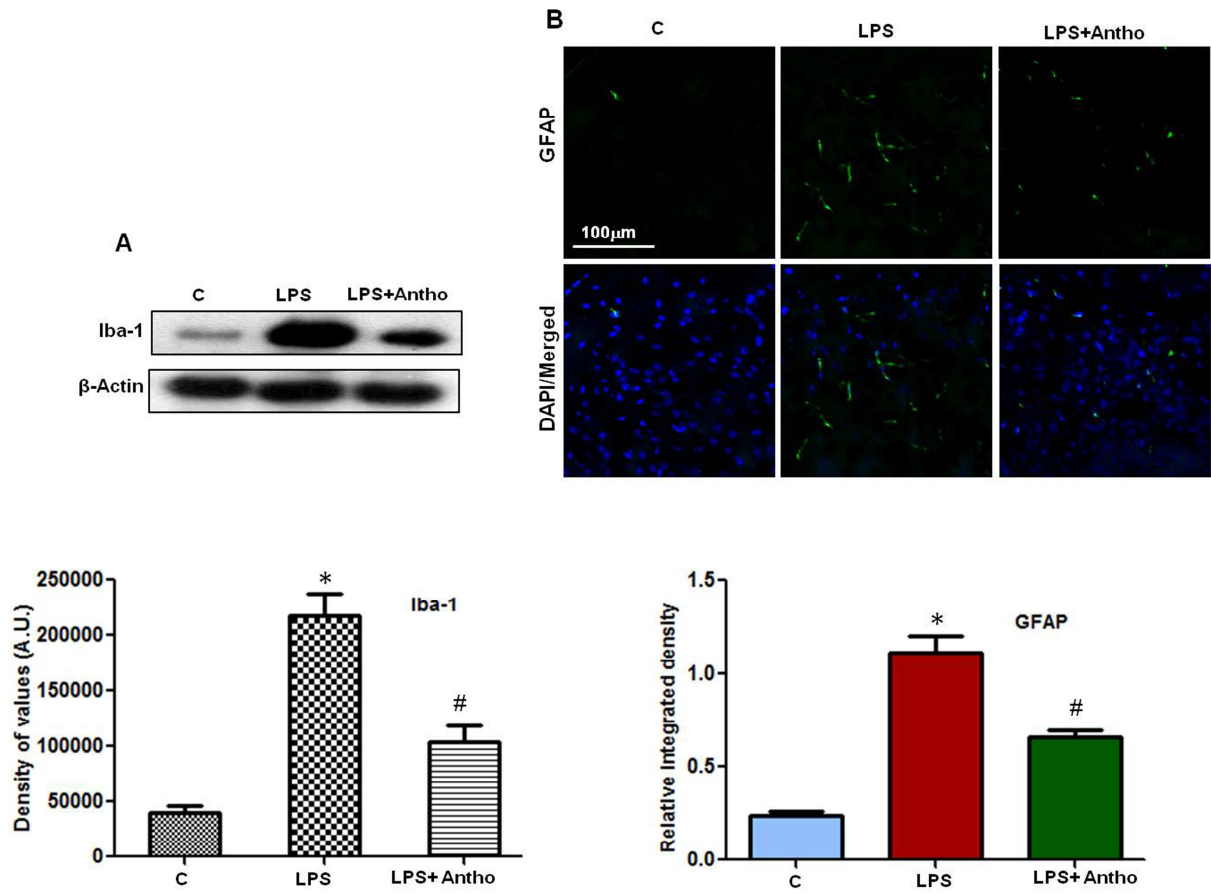 B
C LPS LPS+Antho
GFAP
100µm
DAPI/Merged
A
C LPS LPS+Antho
Iba-1
β-Actin
250000
200000
150000
100000
50000
0
Density of values (A.U.)
*
#
Iba-1
C LPS LPS+ Antho
1.5
1.0
0.5
0.0
Relative Integrated density
*
#
GFAP
C LPS LPS+ Antho